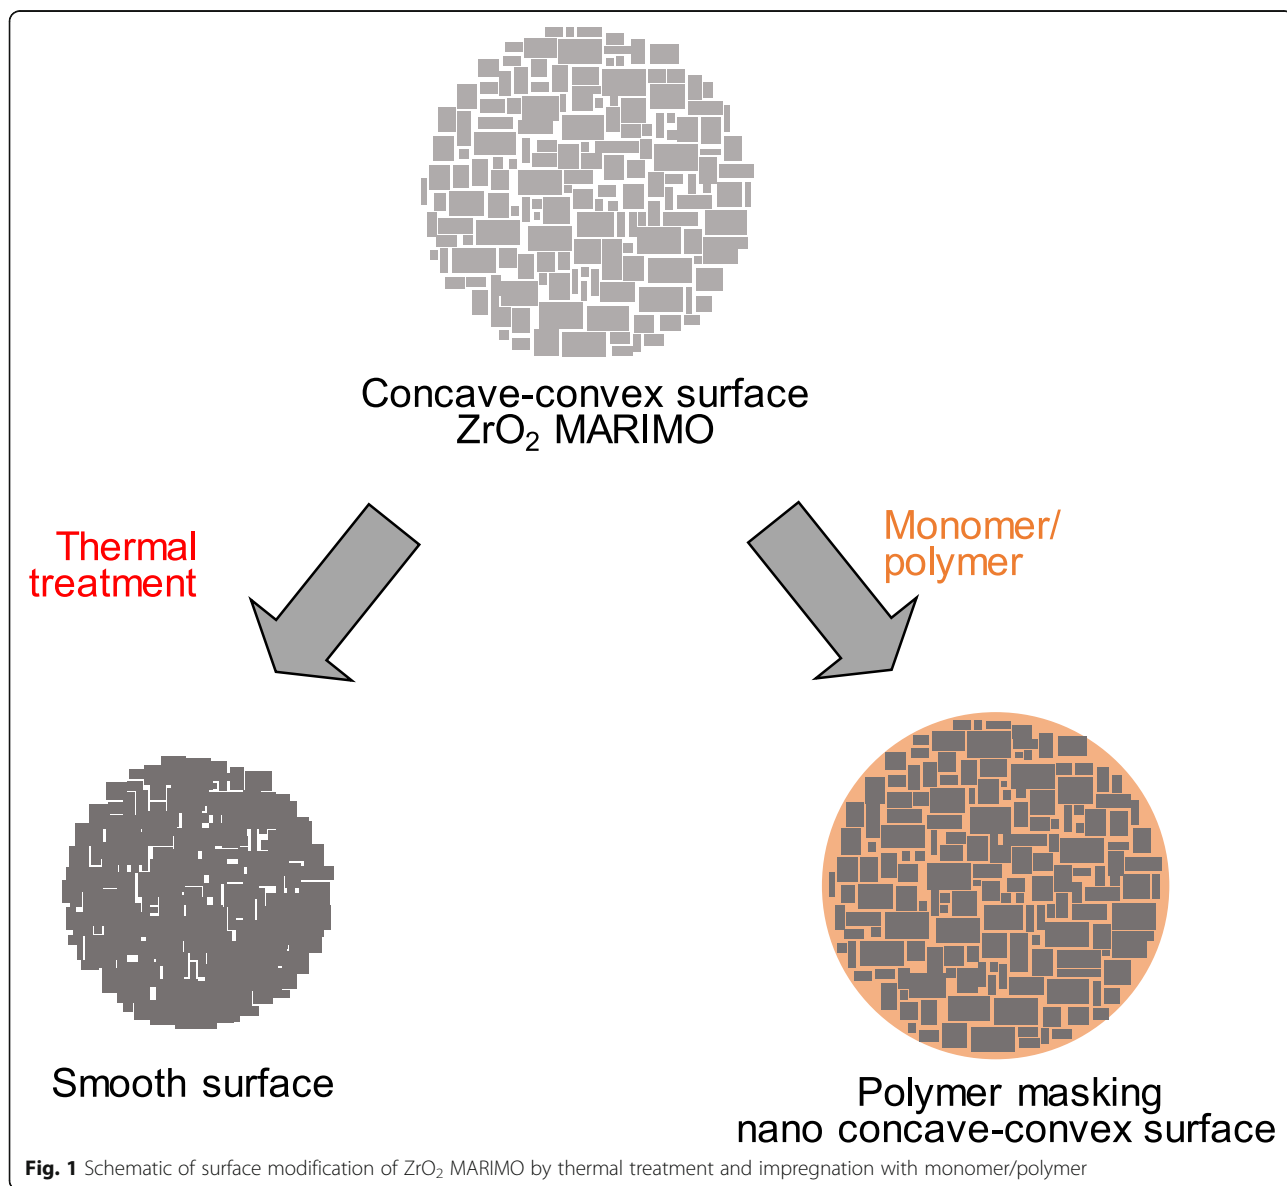 Concave-convex surface
ZrO₂ MARIMO
Thermal
treatment
Monomer/
polymer
Smooth surface
Polymer masking
nano concave-convex surface
Fig. 1 Schematic of surface modification of ZrO₂ MARIMO by thermal treatment and impregnation with monomer/polymer